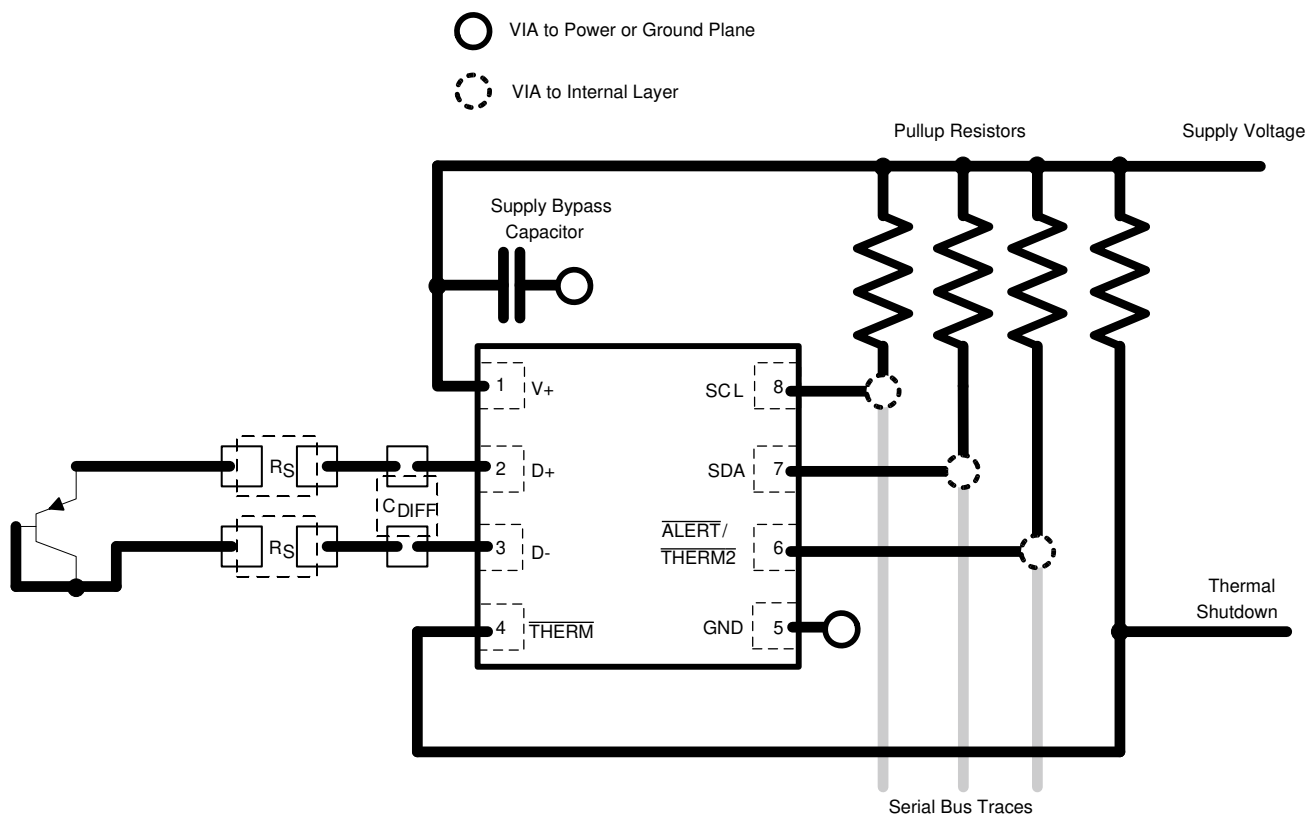 VIA to Power or Ground Plane
VIA to Internal Layer
Pullup Resistors
Supply Voltage
Supply Bypass
Capacitor
1 V+
SCL 8
RS
2 D+
SDA 7
CDIFF
RS
3 D-
ALERT/
THERM2
6
4 THERM
GND 5
Thermal
Shutdown
Serial Bus Traces